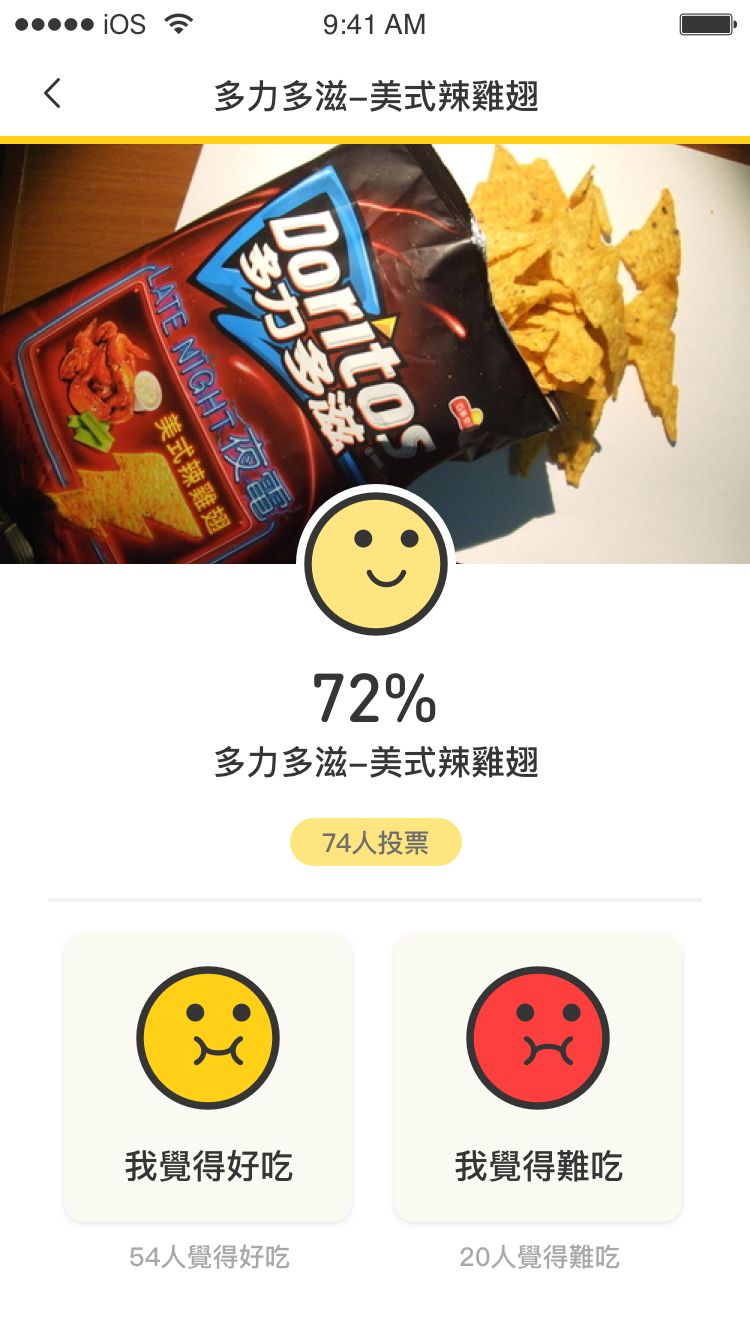 iOS 9:41 AM
多力多滋–美式辣雞翅
Doritos
多力多滋
LATE NIGHT 夜電
美式辣雞翅
72%
多力多滋–美式辣雞翅
74人投票
我覺得好吃
我覺得難吃
54人覺得好吃
20人覺得難吃